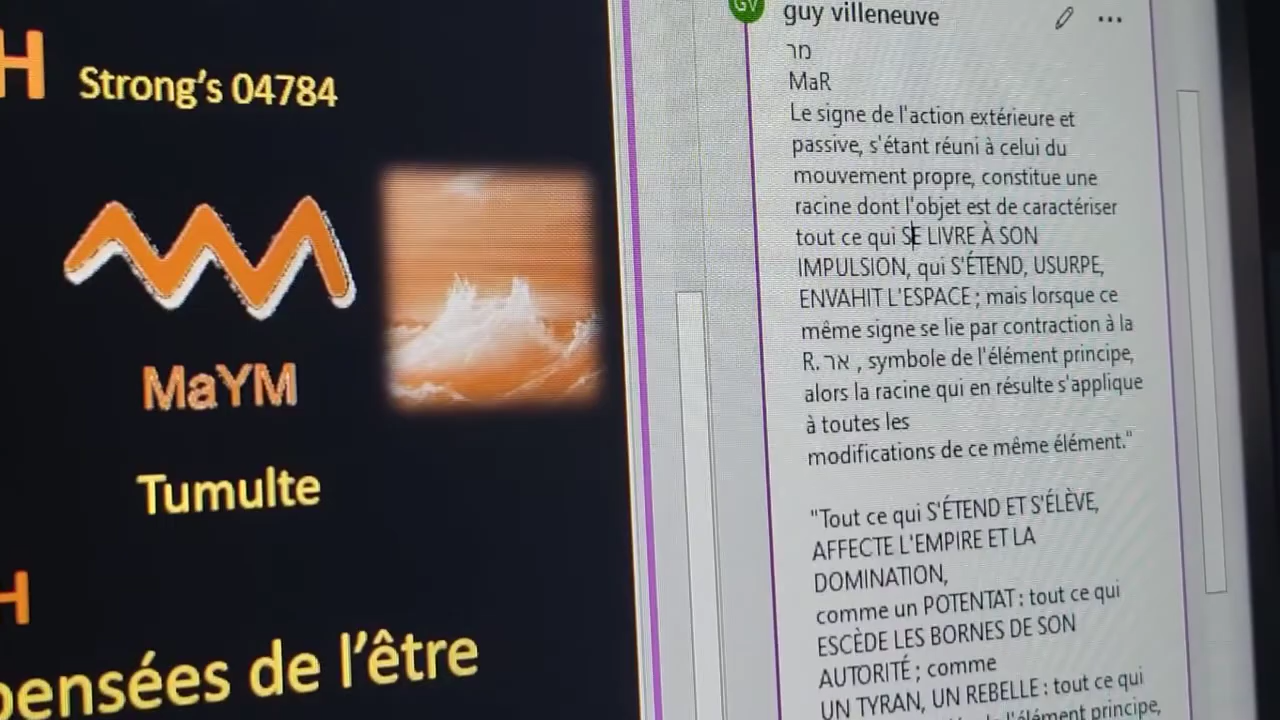 H
Strong's 04784
MaYM
Tumulte
H
pensées de l'être
GV
guy villeneuve
מר
MaR
Le signe de l'action extérieure et
passive, s'étant réuni à celui du
mouvement propre, constitue une
racine dont l'objet est de caractériser
tout ce qui SE LIVRE À SON
IMPULSION, qui S'ÉTEND, USURPE,
ENVAHIT L'ESPACE ; mais lorsque ce
même signe se lie par contraction à la
R. אר , symbole de l'élément principe,
alors la racine qui en résulte s'applique
à toutes les
modifications de ce même élément."
"Tout ce qui S'ÉTEND ET S'ÉLÈVE,
AFFECTE L'EMPIRE ET LA
DOMINATION,
comme un POTENTAT : tout ce qui
ESCÈDE LES BORNES DE SON
AUTORITÉ ; comme
UN TYRAN, UN REBELLE : tout ce qui
de l'élément principe,